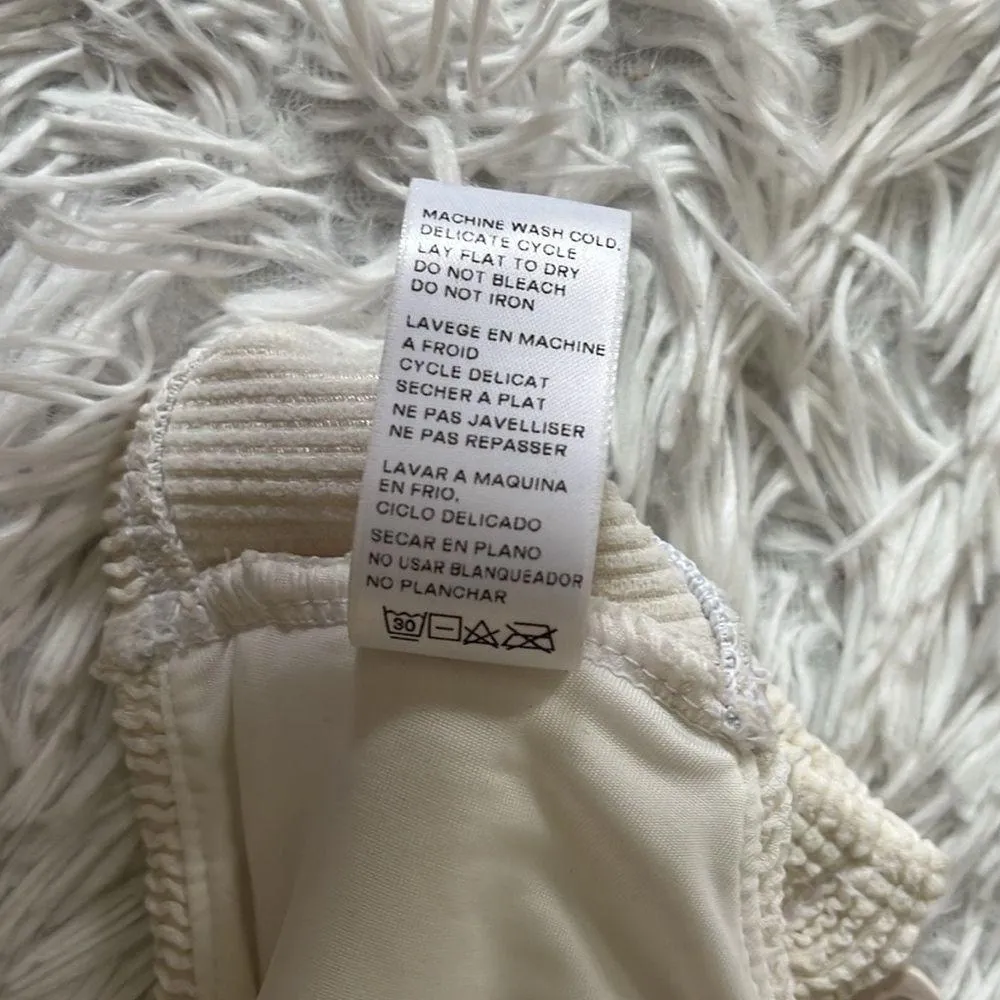 MACHINE WASH COLD.
DELICATE CYCLE
LAY FLAT TO DRY
DO NOT BLEACH
DO NOT IRON
LAVEGE EN MACHINE
A FROID
CYCLE DELICAT
SECHER A PLAT
NE PAS JAVELLISER
NE PAS REPASSER
LAVAR A MAQUINA
EN FRIO,
CICLO DELICADO
SECAR EN PLANO
NO USAR BLANQUEADOR
NO PLANCHAR
30